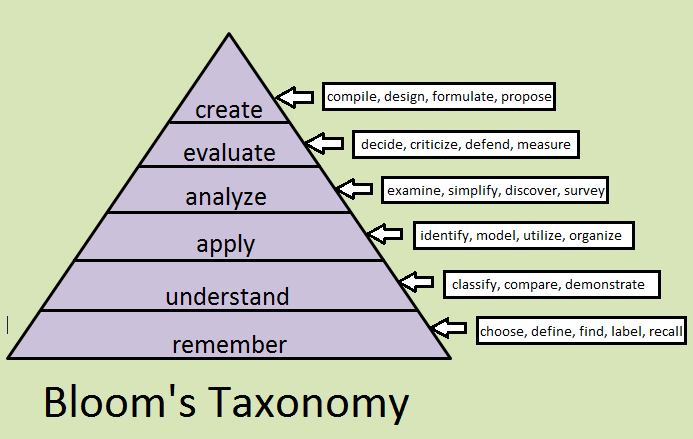 create
compile, design, formulate, propose
evaluate
decide, criticize, defend, measure
analyze
examine, simplify, discover, survey
apply
identify, model, utilize, organize
understand
classify, compare, demonstrate
remember
choose, define, find, label, recall
Bloom's Taxonomy